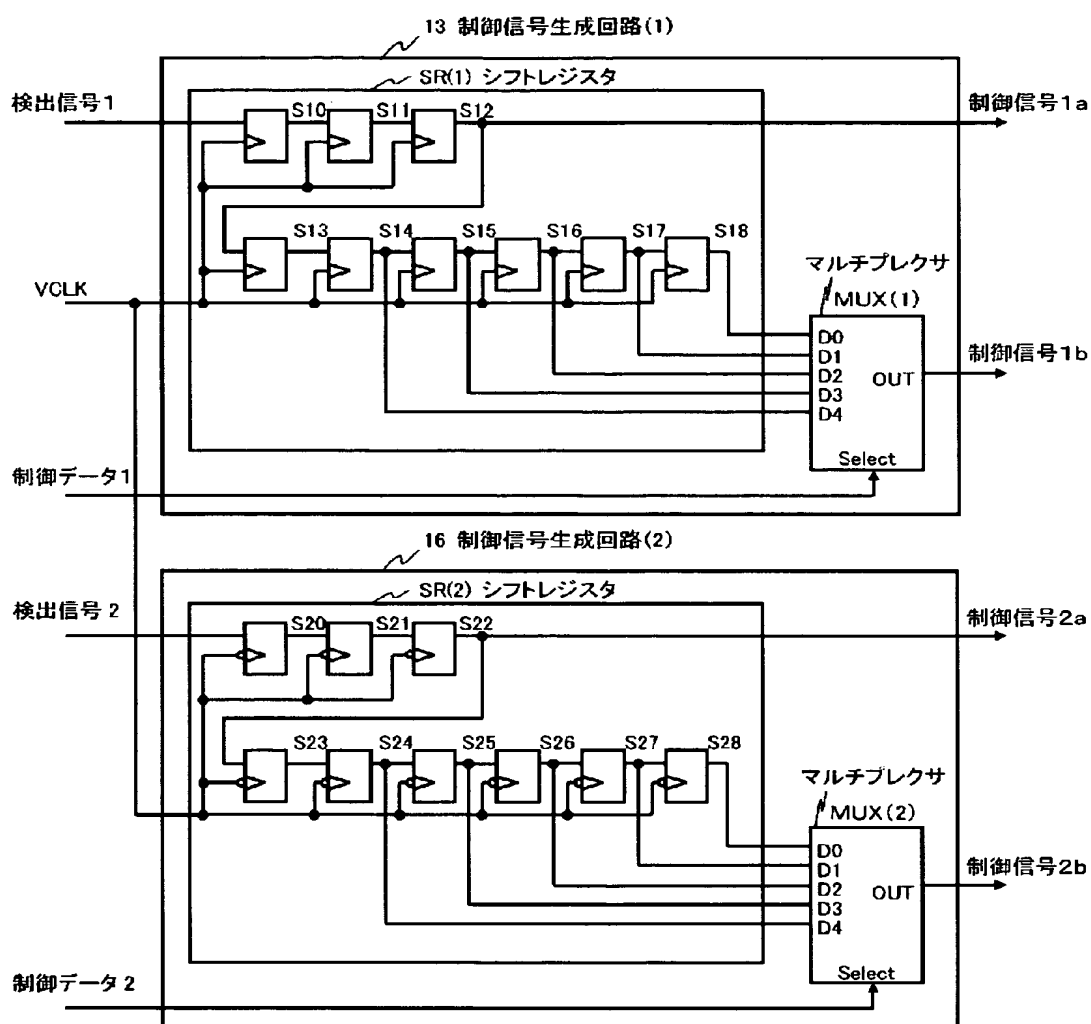 13 制御信号生成回路(1)
SR(1) シフトレジスタ
検出信号1
S10
S11
S12
制御信号1a
S13
S14
S15
S16
S17
S18
VCLK
マルチプレクサ
MUX(1)
D0
D1
D2
D3
D4
OUT
Select
制御信号1b
制御データ1
16 制御信号生成回路(2)
SR(2) シフトレジスタ
検出信号2
S20
S21
S22
制御信号2a
S23
S24
S25
S26
S27
S28
マルチプレクサ
MUX(2)
D0
D1
D2
D3
D4
OUT
Select
制御信号2b
制御データ2